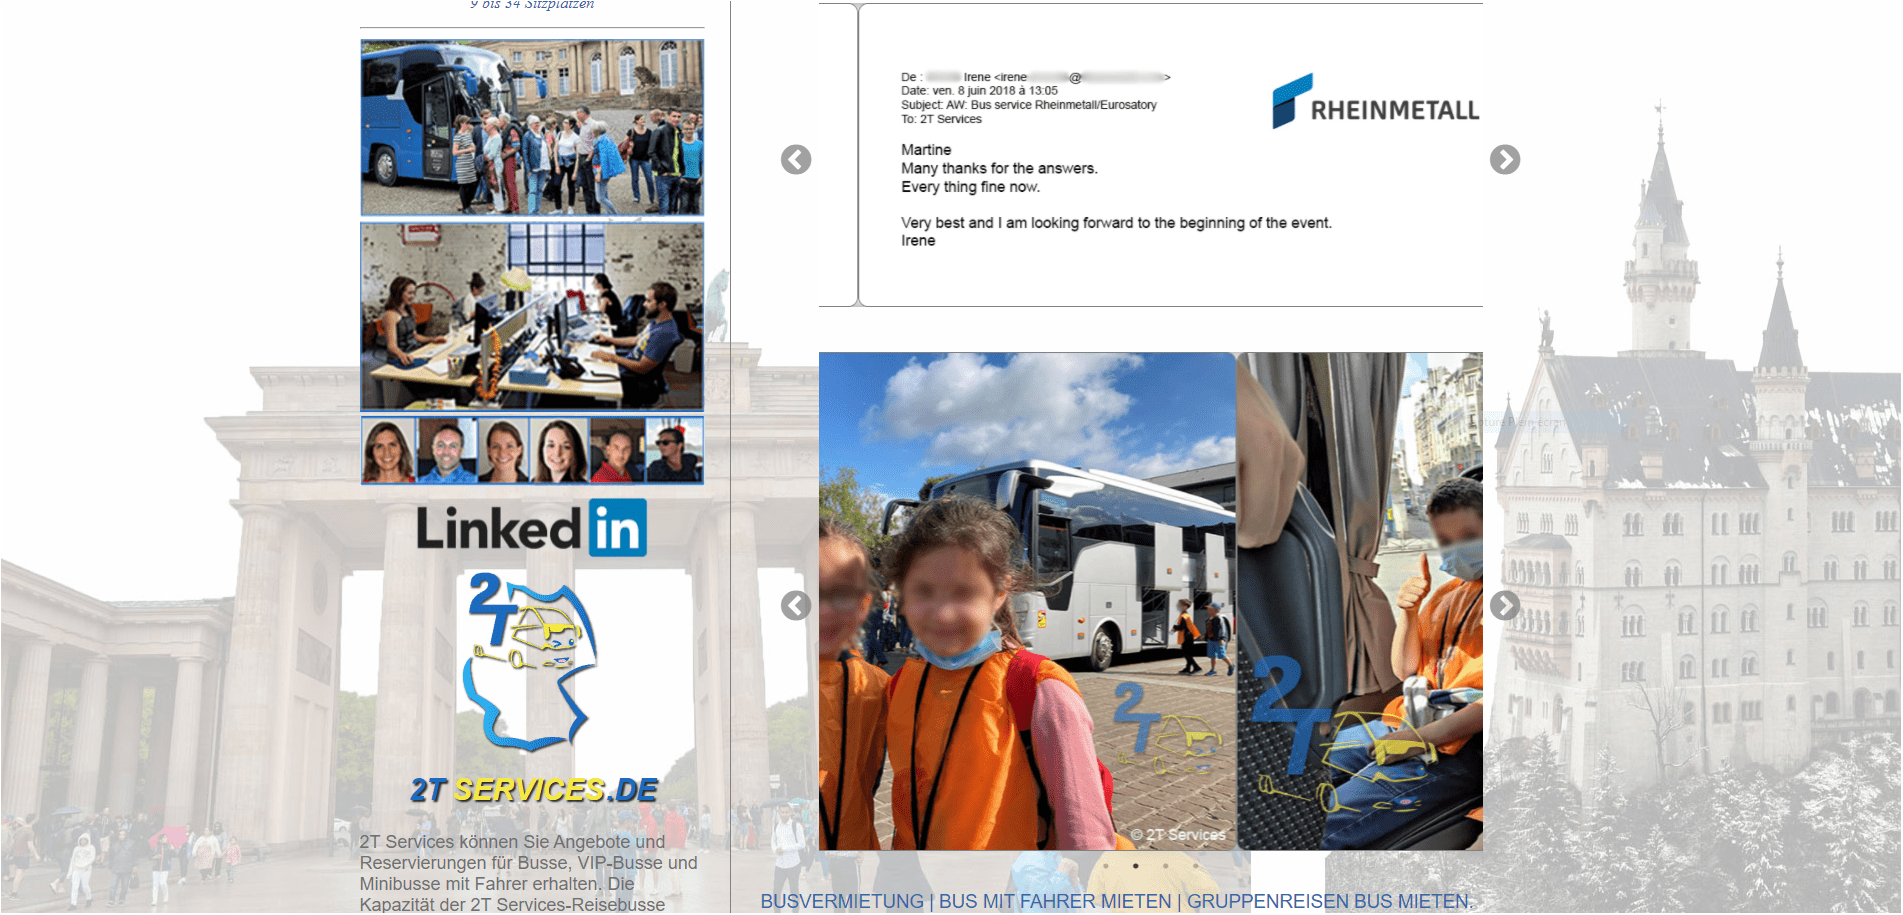 9 bis 34 Sitzplätzen
Linked in
2T
2T SERVICES.DE
2T Services können Sie Angebote und
Reservierungen für Busse, VIP-Busse und
Minibusse mit Fahrer erhalten. Die
Kapazität der 2T Services-Reisebusse
De : Irene <irene @ >
Date: ven. 8 juin 2018 à 13:05
Subject: AW: Bus service Rheinmetall/Eurosatory
To: 2T Services
RHEINMETALL
Martine
Many thanks for the answers.
Every thing fine now.
Very best and I am looking forward to the beginning of the event.
Irene
2T
© 2T Services
2T
BUSVERMIETUNG | BUS MIT FAHRER MIETEN | GRUPPENREISEN BUS MIETEN.